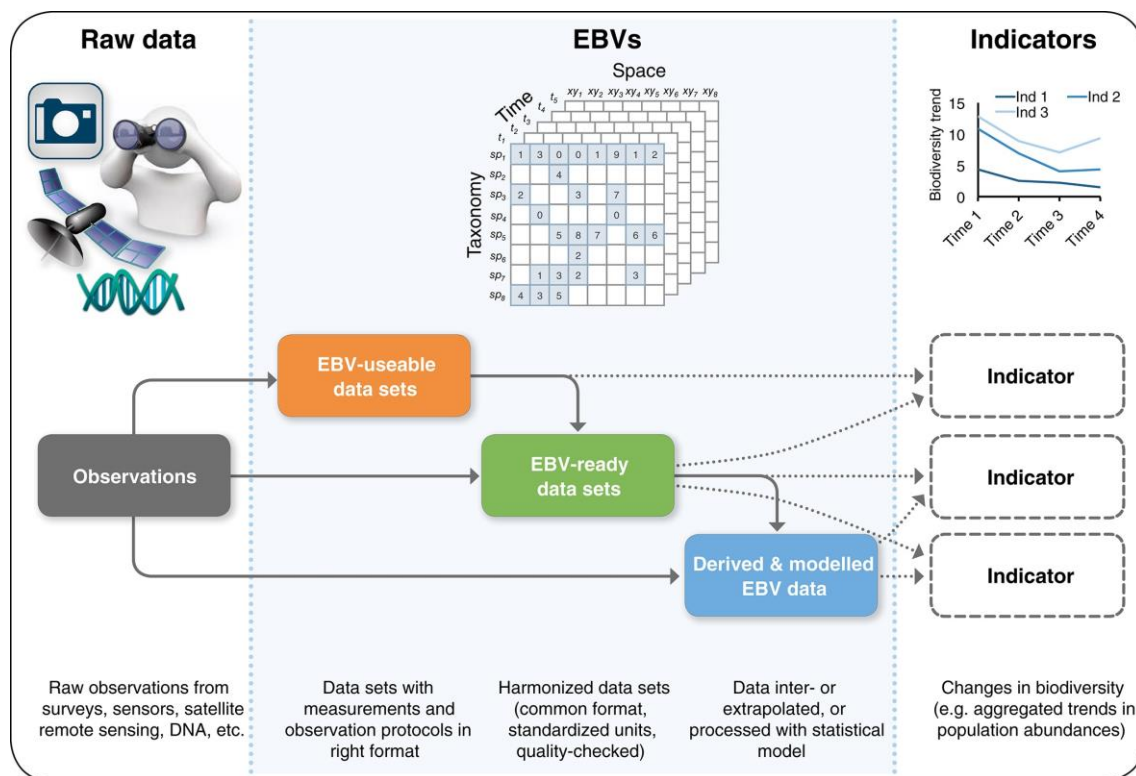 Raw data
EBVs
Indicators
Space
Time
Taxonomy
xy1 xy2 xy3 xy4 xy5 xy6 xy7 xy8
t5
t4
t3
t2
t1
sp1 1 3 0 0 1 9 1 2
sp2 4
sp3 2 3 7
sp4 0 0
sp5 5 8 7 6 6
sp6 2
sp7 1 3 2 3
sp8 4 3 5
Ind 1 Ind 2
Ind 3
Biodiversity trend
15
10
5
0
Time 1 Time 2 Time 3 Time 4
EBV-useable
data sets
Indicator
Observations
EBV-ready
data sets
Indicator
Derived & modelled
EBV data
Indicator
Raw observations from
surveys, sensors, satellite
remote sensing, DNA, etc.
Data sets with
measurements and
observation protocols in
right format
Harmonized data sets
(common format,
standardized units,
quality-checked)
Data inter- or
extrapolated, or
processed with statistical
model
Changes in biodiversity
(e.g. aggregated trends in
population abundances)